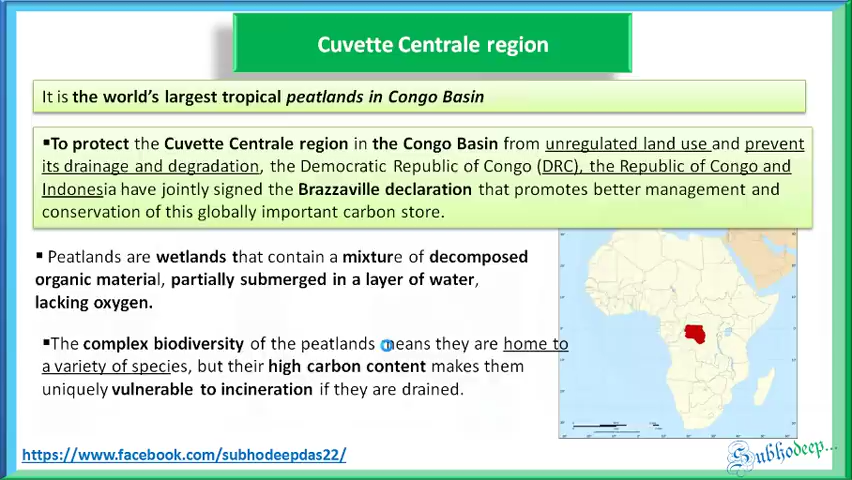 Cuvette Centrale region
It is the world's largest tropical peatlands in Congo Basin
▪To protect the Cuvette Centrale region in the Congo Basin from unregulated land use and prevent
its drainage and degradation, the Democratic Republic of Congo (DRC), the Republic of Congo and
Indonesia have jointly signed the Brazzaville declaration that promotes better management and
conservation of this globally important carbon store.
▪ Peatlands are wetlands that contain a mixture of decomposed
organic material, partially submerged in a layer of water,
lacking oxygen.
▪The complex biodiversity of the peatlands means they are home to
a variety of species, but their high carbon content makes them
uniquely vulnerable to incineration if they are drained.
https://www.facebook.com/subhodeepdas22/
Subhodeep...